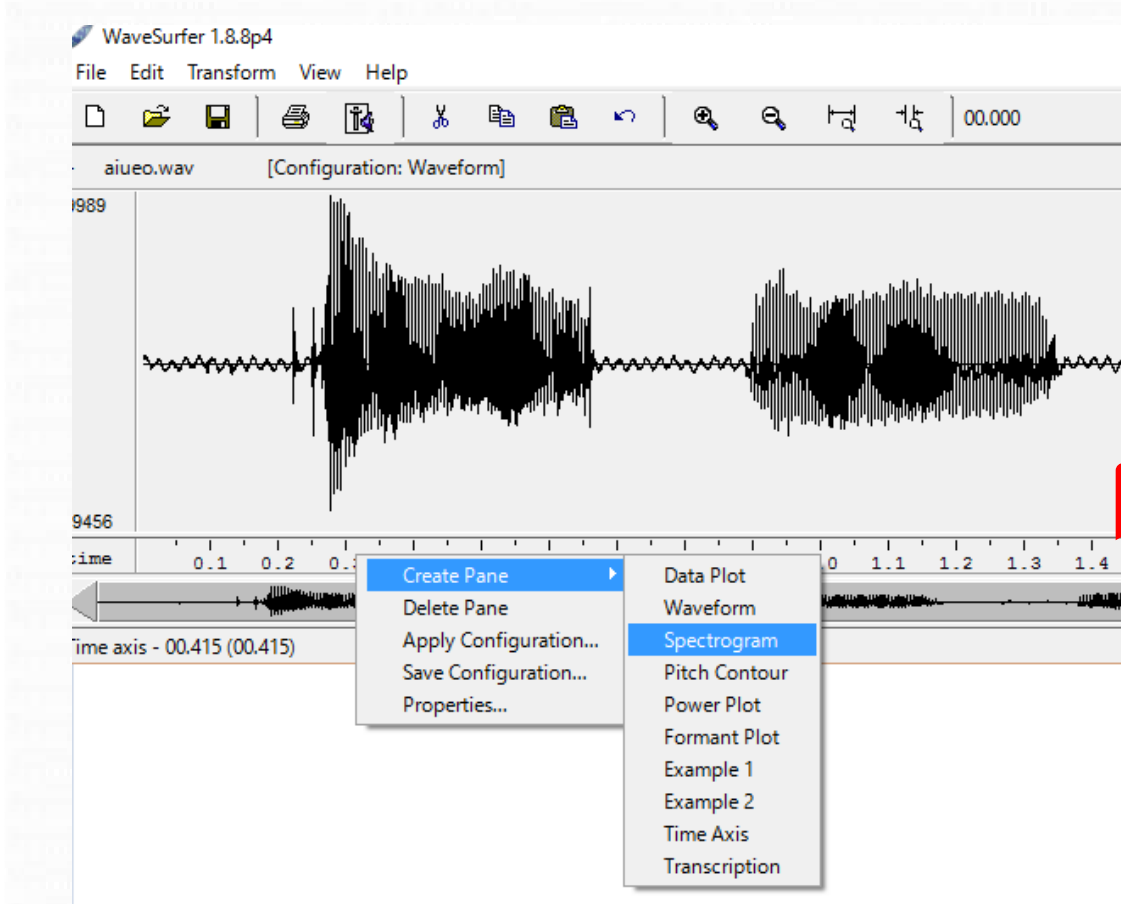 WaveSurfer 1.8.8p4
File Edit Transform View Help
00.000
aiueo.wav [Configuration: Waveform]
9989
9456
time 0.1 0.2 0.3 .0 1.1 1.2 1.3 1.4
Create Pane
Delete Pane
Apply Configuration...
Save Configuration...
Properties...
Data Plot
Waveform
Spectrogram
Pitch Contour
Power Plot
Formant Plot
Example 1
Example 2
Time Axis
Transcription
Time axis - 00.415 (00.415)